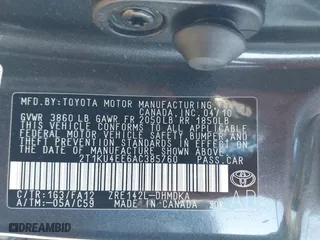 MFD. BY: TOYOTA MOTOR MANUFACTURING
CANADA, INC. 04/10
GVWR 3860 LB GAWR FR 2050LB RR 1850LB
THIS VEHICLE CONFORMS TO ALL APPLICABLE
FEDERAL MOTOR VEHICLE SAFETY, BUMPER,
AND THEFT PREVENTION STANDARDS IN EFFECT
ON THE DATE OF MANUFACTURE SHOWN ABOVE.
2T1KU4EE6AC385760 PASS.CAR
C/TR:1G3/FA12 ZRE142L-DHMDKA
A/TM:-05A/C59 MADE IN CANADA